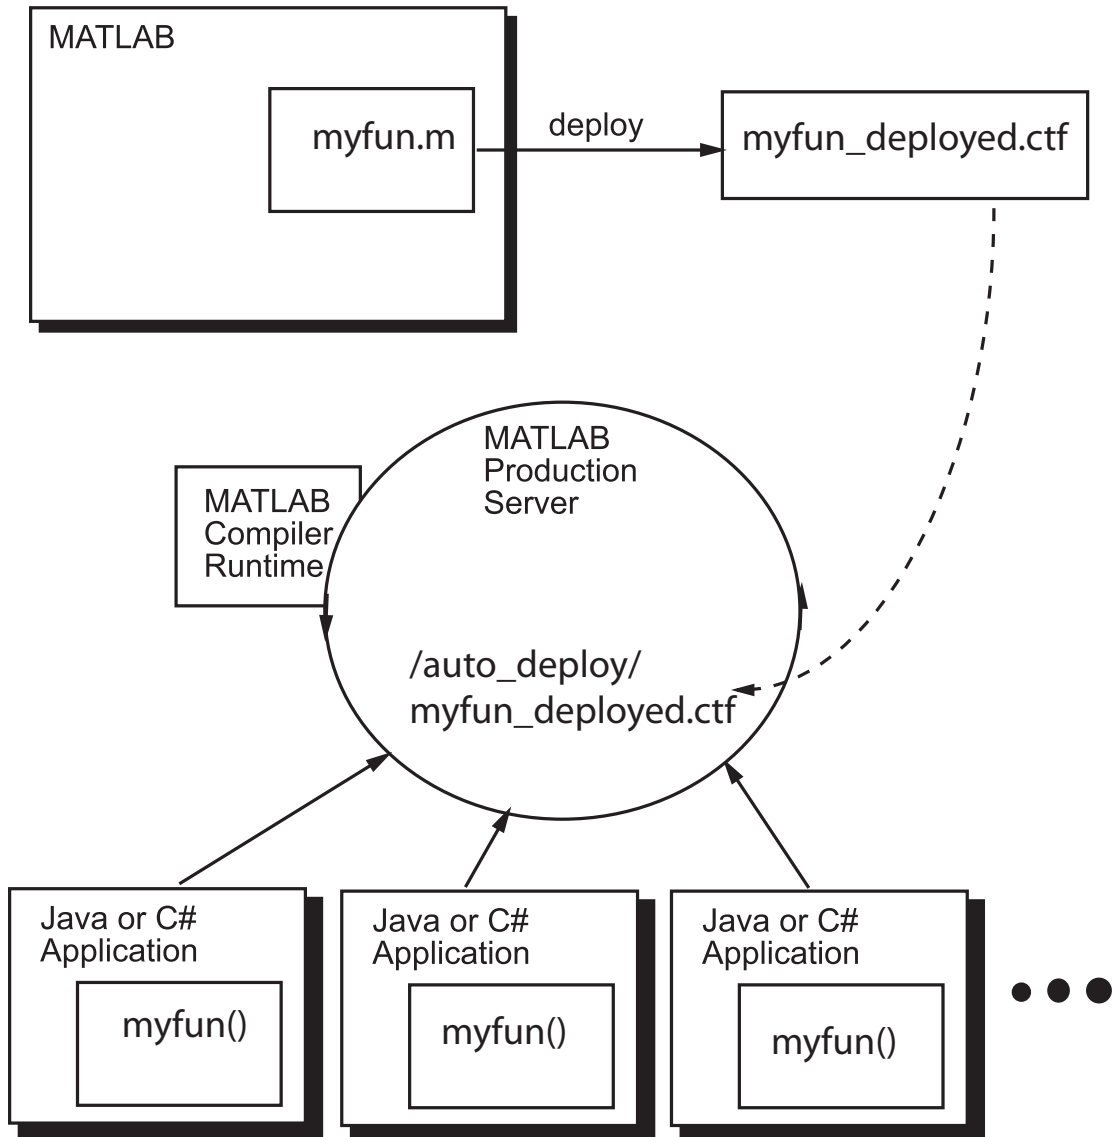 MATLAB
myfun.m
deploy
myfun_deployed.ctf
MATLAB
Production
Server
MATLAB
Compiler
Runtime
/auto_deploy/
myfun_deployed.ctf
Java or C#
Application
myfun()
Java or C#
Application
myfun()
Java or C#
Application
myfun()